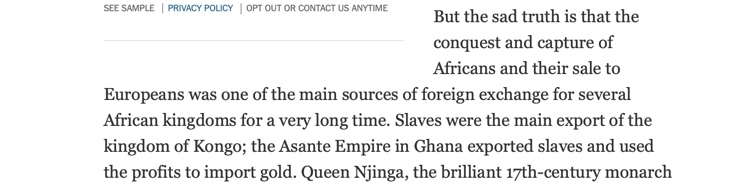 SEE SAMPLE | PRIVACY POLICY | OPT OUT OR CONTACT US ANYTIME
But the sad truth is that the
conquest and capture of
Africans and their sale to
Europeans was one of the main sources of foreign exchange for several
African kingdoms for a very long time. Slaves were the main export of the
kingdom of Kongo; the Asante Empire in Ghana exported slaves and used
the profits to import gold. Queen Njinga, the brilliant 17th-century monarch